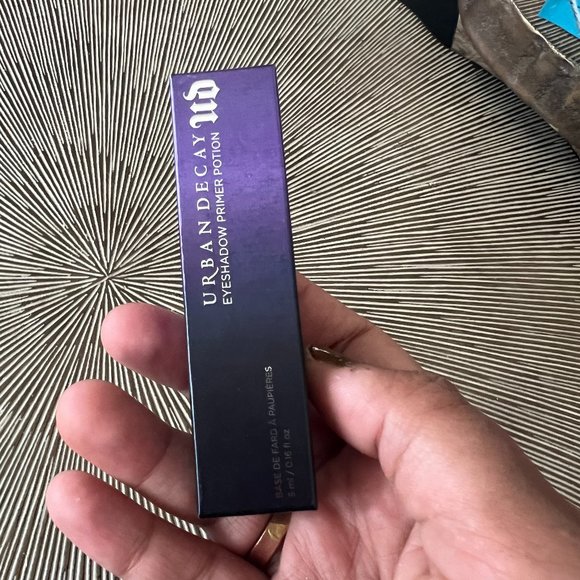 URBAN DECAY UD
EYESHADOW PRIMER POTION
BASE DE FARD À PAUPIÈRES
5 ml / 0.16 fl oz